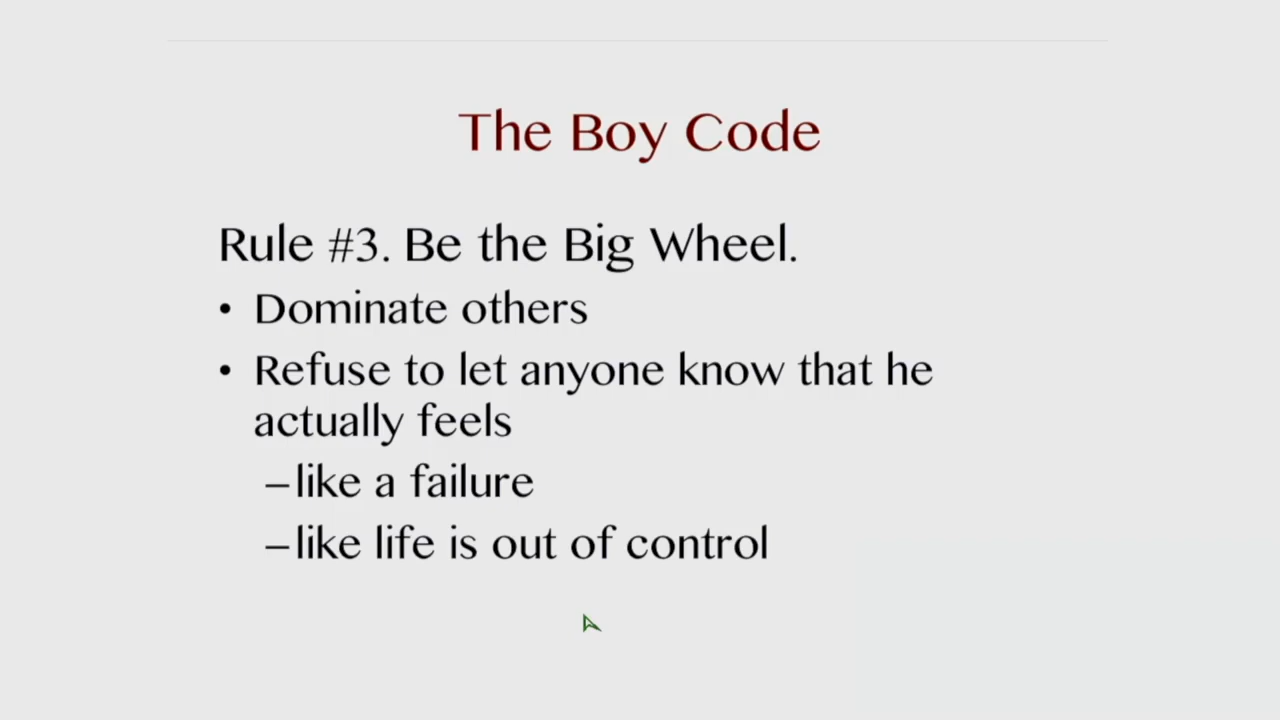 The Boy Code
Rule #3. Be the Big Wheel.
• Dominate others
• Refuse to let anyone know that he
actually feels
–like a failure
–like life is out of control